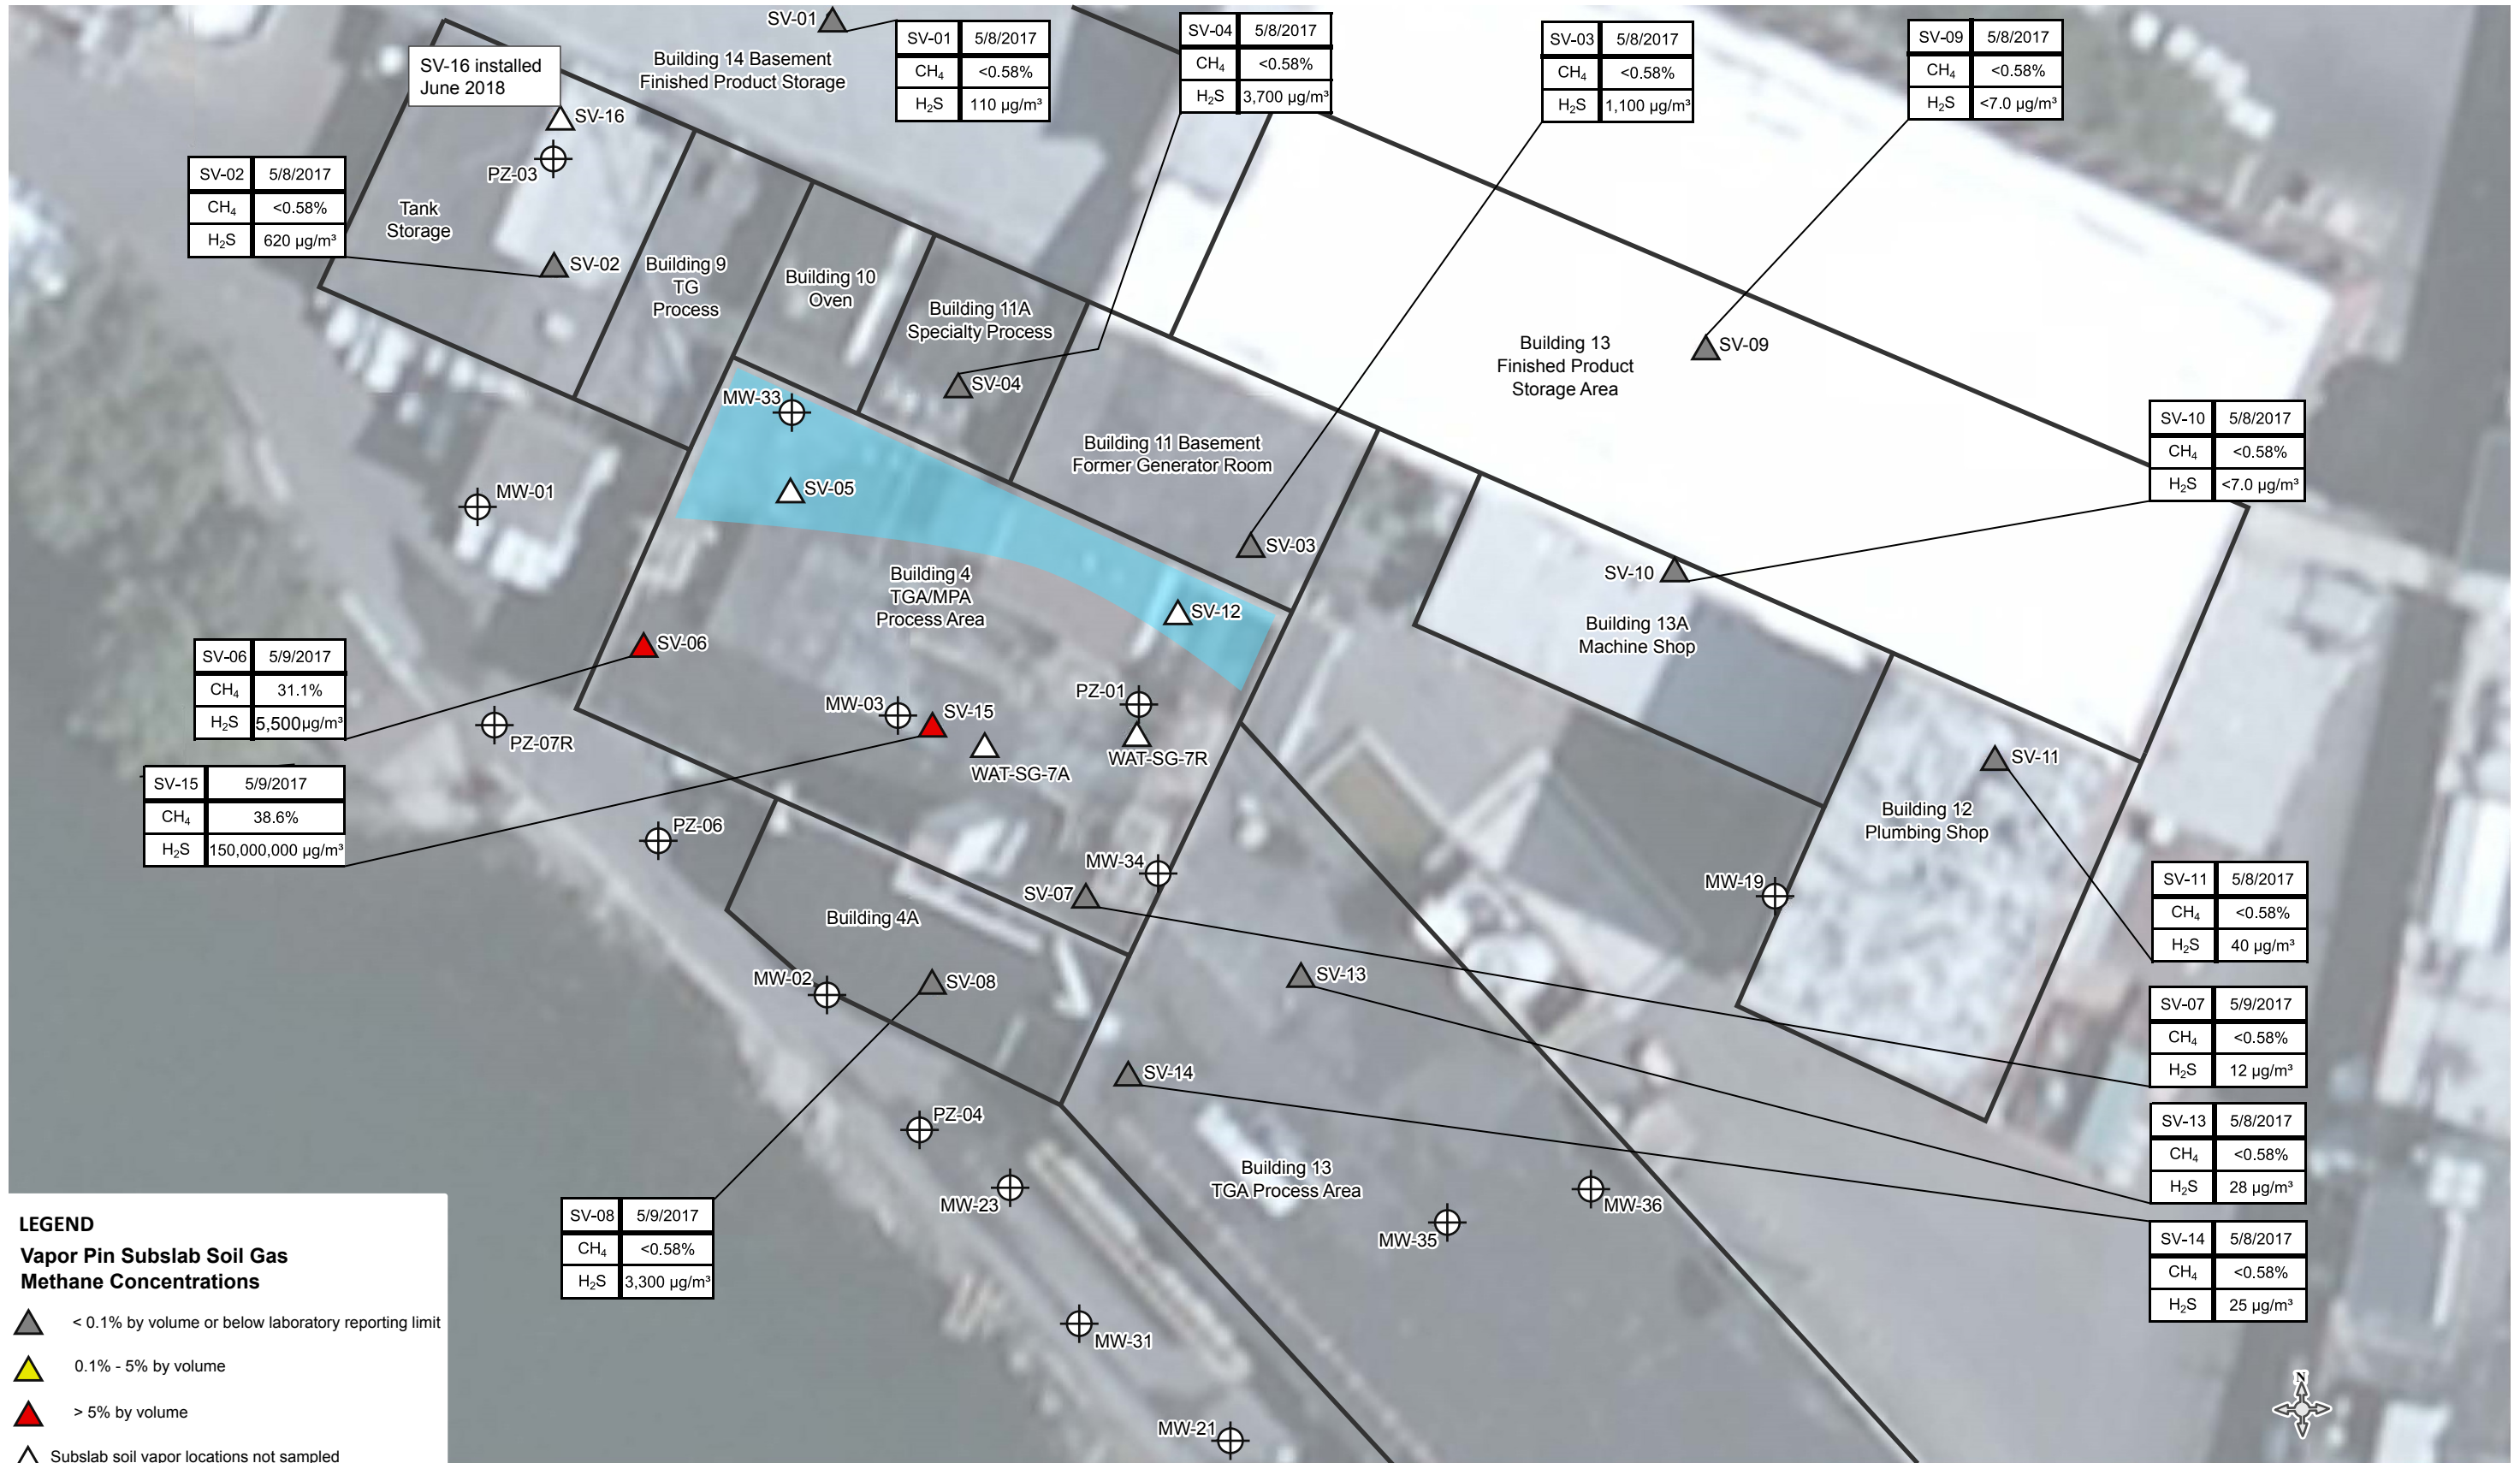 SV-01
SV-01 5/8/2017
CH₄ <0.58%
H₂S 110 µg/m³
SV-04 5/8/2017
CH₄ <0.58%
H₂S 3,700 µg/m³
SV-03 5/8/2017
CH₄ <0.58%
H₂S 1,100 µg/m³
SV-09 5/8/2017
CH₄ <0.58%
H₂S <7.0 µg/m³
Building 14 Basement
Finished Product Storage
SV-16 installed
June 2018
SV-16
PZ-03
SV-02 5/8/2017
CH₄ <0.58%
H₂S 620 µg/m³
Tank
Storage
SV-02
Building 9
TG
Process
Building 10
Oven
Building 11A
Specialty Process
SV-04
Building 13
Finished Product
Storage Area
SV-09
MW-33
SV-05
Building 11 Basement
Former Generator Room
SV-03
SV-10 5/8/2017
CH₄ <0.58%
H₂S <7.0 µg/m³
MW-01
SV-10
Building 4
TGA/MPA
Process Area
SV-12
Building 13A
Machine Shop
SV-06
SV-06 5/9/2017
CH₄ 31.1%
H₂S 5,500µg/m³
PZ-07R
MW-03
SV-15
WAT-SG-7A
PZ-01
WAT-SG-7R
SV-15 5/9/2017
CH₄ 38.6%
H₂S 150,000,000 µg/m³
SV-11
Building 12
Plumbing Shop
PZ-06
MW-34
SV-07
MW-19
SV-11 5/8/2017
CH₄ <0.58%
H₂S 40 µg/m³
Building 4A
MW-02
SV-08
SV-13
SV-07 5/9/2017
CH₄ <0.58%
H₂S 12 µg/m³
SV-14
PZ-04
SV-13 5/8/2017
CH₄ <0.58%
H₂S 28 µg/m³
MW-23
Building 13
TGA Process Area
MW-36
MW-35
SV-14 5/8/2017
CH₄ <0.58%
H₂S 25 µg/m³
SV-08 5/9/2017
CH₄ <0.58%
H₂S 3,300 µg/m³
MW-31
MW-21
N
LEGEND
Vapor Pin Subslab Soil Gas
Methane Concentrations
< 0.1% by volume or below laboratory reporting limit
0.1% - 5% by volume
> 5% by volume
Subslab soil vapor locations not sampled